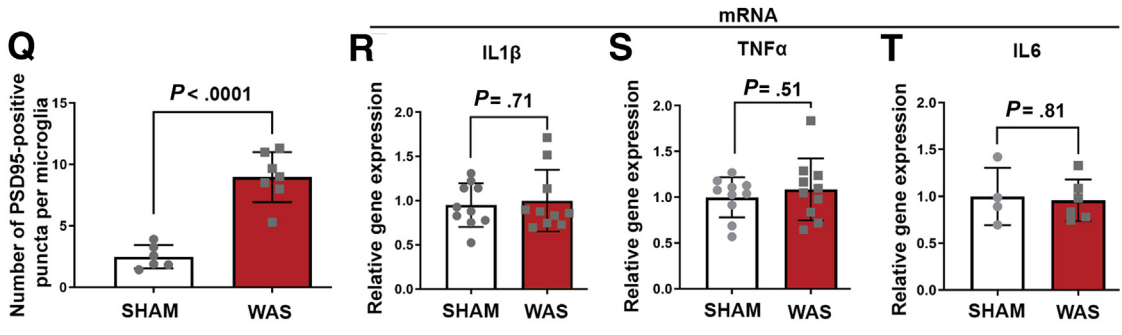 mRNA
Q
Number of PSD95-positive
puncta per microglia
15
10
5
0
P < .0001
SHAM
WAS
R
IL1β
Relative gene expression
2.0
1.5
1.0
0.5
0.0
P = .71
SHAM
WAS
S
TNFα
Relative gene expression
2.0
1.5
1.0
0.5
0.0
P = .51
SHAM
WAS
T
IL6
Relative gene expression
2.0
1.5
1.0
0.5
0.0
P = .81
SHAM
WAS